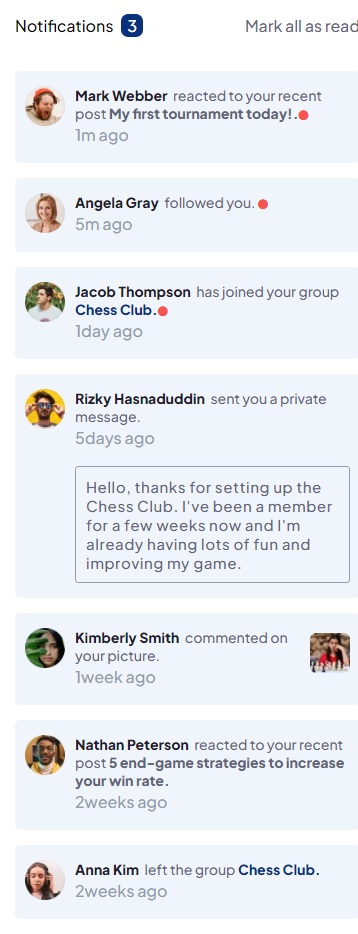 Notifications 3 Mark all as read
Mark Webber reacted to your recent
post My first tournament today!.
1m ago
Angela Gray followed you.
5m ago
Jacob Thompson has joined your group
Chess Club.
1day ago
Rizky Hasnaduddin sent you a private
message.
5days ago
Hello, thanks for setting up the
Chess Club. I've been a member
for a few weeks now and I'm
already having lots of fun and
improving my game.
Kimberly Smith commented on
your picture.
1week ago
Nathan Peterson reacted to your recent
post 5 end-game strategies to increase
your win rate.
2weeks ago
Anna Kim left the group Chess Club.
2weeks ago